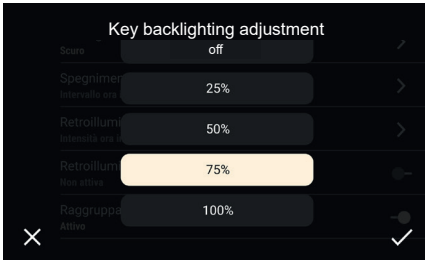 Key backlighting adjustment
off
Scuro
25%
Spegnimen
Intervallo ora
50%
Retroillumi
Intensità ora i
75%
Retroillum
Non attiva
100%
Raggruppa
Attivo